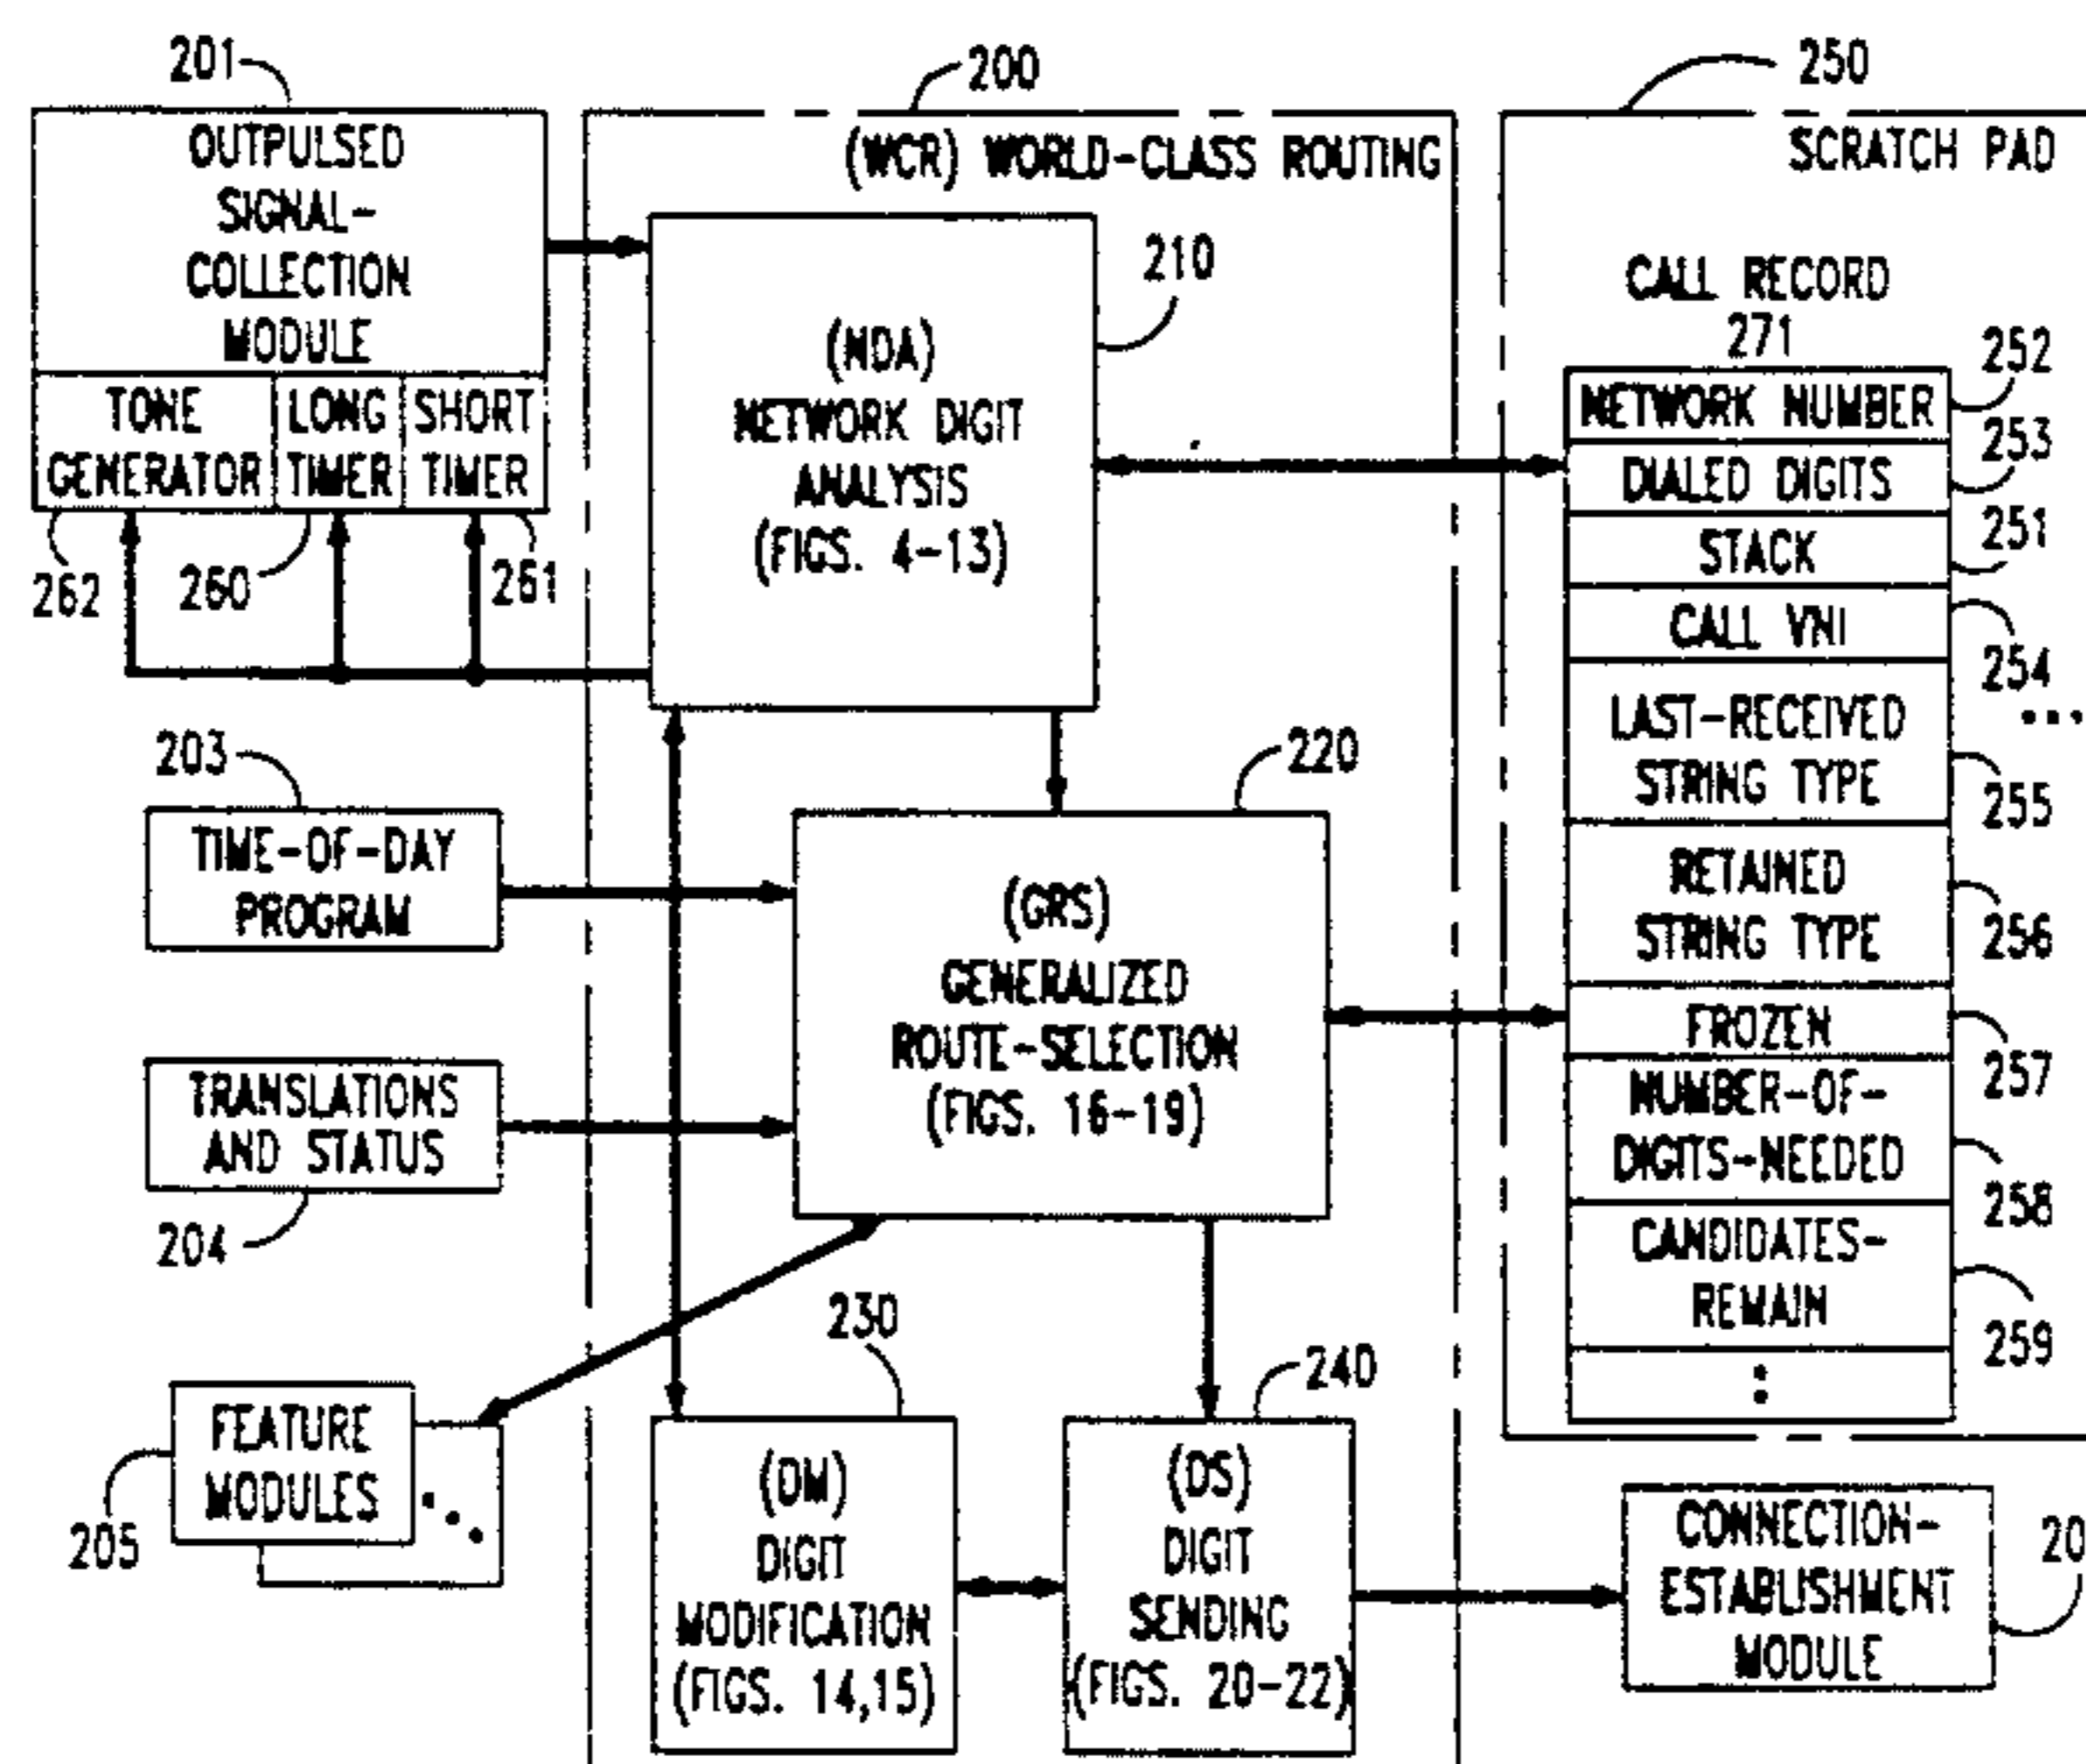 201
200
250
OUTPULSED
SIGNAL-
COLLECTION
MODULE
TONE
GENERATOR
LONG
TIMER
SHORT
TIMER
262
260
261
(WCR) WORLD-CLASS ROUTING
(NDA)
NETWORK DIGIT
ANALYSIS
(FIGS. 4-13)
210
SCRATCH PAD
CALL RECORD
271
NETWORK NUMBER
252
DIALED DIGITS
253
STACK
251
CALL VNI
254
...
LAST-RECEIVED
STRING TYPE
255
RETAINED
STRING TYPE
256
FROZEN
257
NUMBER-OF-
DIGITS-NEEDED
258
CANDIDATES-
REMAIN
259
203
TIME-OF-DAY
PROGRAM
220
(GRS)
GENERALIZED
ROUTE-SELECTION
(FIGS. 16-19)
TRANSLATIONS
AND STATUS
204
FEATURE
MODULES
205
230
(DM)
DIGIT
MODIFICATION
(FIGS. 14,15)
240
(DS)
DIGIT
SENDING
(FIGS. 20-22)
CONNECTION-
ESTABLISHMENT
MODULE